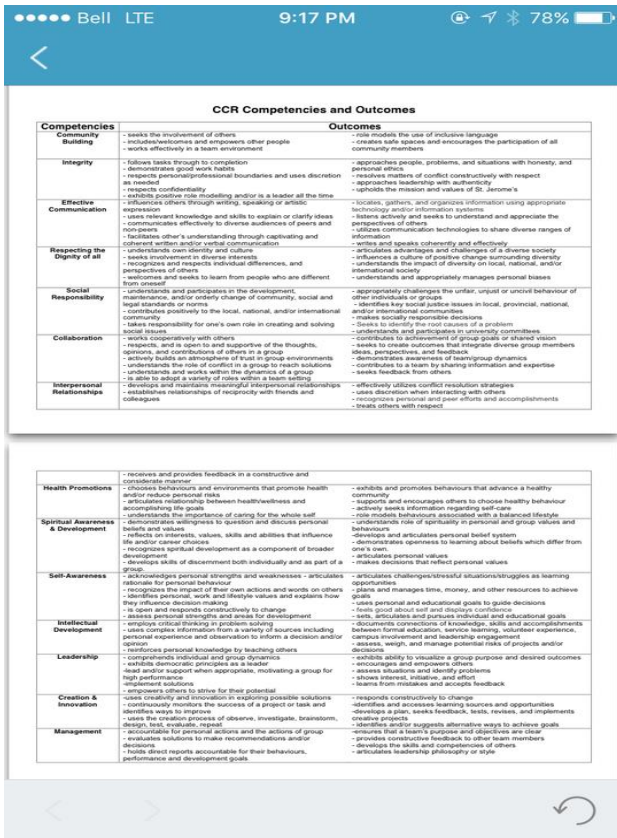 Bell LTE 9:17 PM 78%
CCR Competencies and Outcomes
Competencies Outcomes
Community Building
- seeks the involvement of others
- includes/welcomes and empowers other people
- works effectively in a team environment
- role models the use of inclusive language
- creates safe spaces and encourages the participation of all
community members
Integrity
- follows tasks through to completion
- demonstrates good work habits
- respects personal/professional boundaries and uses discretion
as needed
- respects confidentiality
- exhibits positive role modelling and/or is a leader all the time
- approaches people, problems, and situations with honesty, and
personal ethics
- resolves matters of conflict constructively with respect
- approaches leadership with authenticity
- upholds the mission and values of St. Jerome's
Effective
Communication
- influences others through writing, speaking or artistic
expression
- uses relevant knowledge and skills to explain or clarify ideas
- communicates effectively to diverse audiences of peers and
non-peers
- facilitates other's understanding through captivating and
coherent written and/or verbal communication
- locates, gathers, and organizes information using appropriate
technology and/or information systems
- listens actively and seeks to understand and appreciate the
perspectives of others
- utilizes communication technologies to share diverse ranges of
information
- writes and speaks coherently and effectively
Respecting the
Dignity of all
- understands own identity and culture
- seeks involvement in diverse interests
- recognizes and respects individual differences, and
perspectives of others
- welcomes and seeks to learn from people who are different
from oneself
- articulates advantages and challenges of a diverse society
- influences a culture of positive change surrounding diversity
- understands the impact of diversity on local, national, and/or
international society
- understands and appropriately manages personal biases
Social
Responsibility
- understands and participates in the development,
maintenance, and/or orderly change of community, social and
legal standards or norms
- contributes positively to the local, national, and/or international
community
- takes responsibility for one's own role in creating and solving
social issues
- appropriately challenges the unfair, unjust or uncivil behaviour of
other individuals or groups
- identifies key social justice issues in local, provincial, national,
and/or international communities
- makes socially responsible decisions
- Seeks to identify the root causes of a problem
- understands and participates in university committees
Collaboration
- works cooperatively with others
- respects, and is open to and supportive of the thoughts,
opinions, and contributions of others in a group
- actively builds an atmosphere of trust in group environments
- understands the role of conflict in a group to reach solutions
- understands and works within the dynamics of a group
- is able to adopt a variety of roles within a team setting
- contributes to achievement of group goals or shared vision
- seeks to create outcomes that integrate diverse group members
ideas, perspectives, and feedback
- demonstrates awareness of team/group dynamics
- contributes to a team by sharing information and expertise
- seeks feedback from others
Interpersonal
Relationships
- develops and maintains meaningful interpersonal relationships
- establishes relationships of reciprocity with friends and
colleagues
- effectively utilizes conflict resolution strategies
- uses discretion when interacting with others
- recognizes personal and peer efforts and accomplishments
- treats others with respect
- receives and provides feedback in a constructive and
considerate manner
Health Promotions
- chooses behaviours and environments that promote health
and/or reduce personal risks
- articulates relationship between health/wellness and
accomplishing life goals
- understands the importance of caring for the whole self
- exhibits and promotes behaviours that advance a healthy
community
- supports and encourages others to choose healthy behaviour
- actively seeks information regarding self-care
- role models behaviours associated with a balanced lifestyle
Spiritual Awareness
& Development
- demonstrates willingness to question and discuss personal
beliefs and values
- reflects on interests, values, skills and abilities that influence
life and/or career choices
- recognizes spiritual development as a component of broader
development
- develops skills of discernment both individually and as part of a
group.
- understands role of spirituality in personal and group values and
behaviours
-develops and articulates personal belief system
- demonstrates openness to learning about beliefs which differ from
one's own.
- articulates personal values
- makes decisions that reflect personal values
Self-Awareness
- acknowledges personal strengths and weaknesses - articulates
rationale for personal behaviour
- recognizes the impact of their own actions and words on others
- identifies personal, work and lifestyle values and explains how
they influence decision making
- is open and responds constructively to change
- assess personal strengths and areas for development
- articulates challenges/stressful situations/struggles as learning
opportunities
- plans and manages time, money, and other resources to achieve
goals
- uses personal and educational goals to guide decisions
- feels good about self and displays confidence
- sets, articulates and pursues individual and educational goals
Intellectual
Development
- employs critical thinking in problem solving
- uses complex information from a variety of sources including
personal experience and observation to inform a decision and/or
opinion
- reinforces personal knowledge by teaching others
- documents connections of knowledge, skills and accomplishments
between formal education, service learning, volunteer experience,
campus involvement and leadership engagement
- assess, weigh, and manage potential risks of projects and/or
decisions
Leadership
- comprehends individual and group dynamics
- exhibits democratic principles as a leader
-lead and/or support when appropriate, motivating a group for
high performance
-implement solutions
- empowers others to strive for their potential
- exhibits ability to visualize a group purpose and desired outcomes
- encourages and empowers others
- assess situations and identify problems
- shows interest, initiative, and effort
- learns from mistakes and accepts feedback
Creation &
Innovation
-uses creativity and innovation in exploring possible solutions
- continuously monitors the success of a project or task and
identifies ways to improve
- uses the creation process of observe, investigate, brainstorm,
design, test, evaluate, repeat
- responds constructively to change
-identifies and accesses learning sources and opportunities
-develops a plan, seeks feedback, tests, revises, and implements
creative projects
- identifies and/or suggests alternative ways to achieve goals
Management
- accountable for personal actions and the actions of group
- evaluates solutions to make recommendations and/or
decisions
- holds direct reports accountable for their behaviours,
performance and development goals
-ensures that a team's purpose and objectives are clear
- provides constructive feedback to other team members
- develops the skills and competencies of others
- articulates leadership philosophy or style